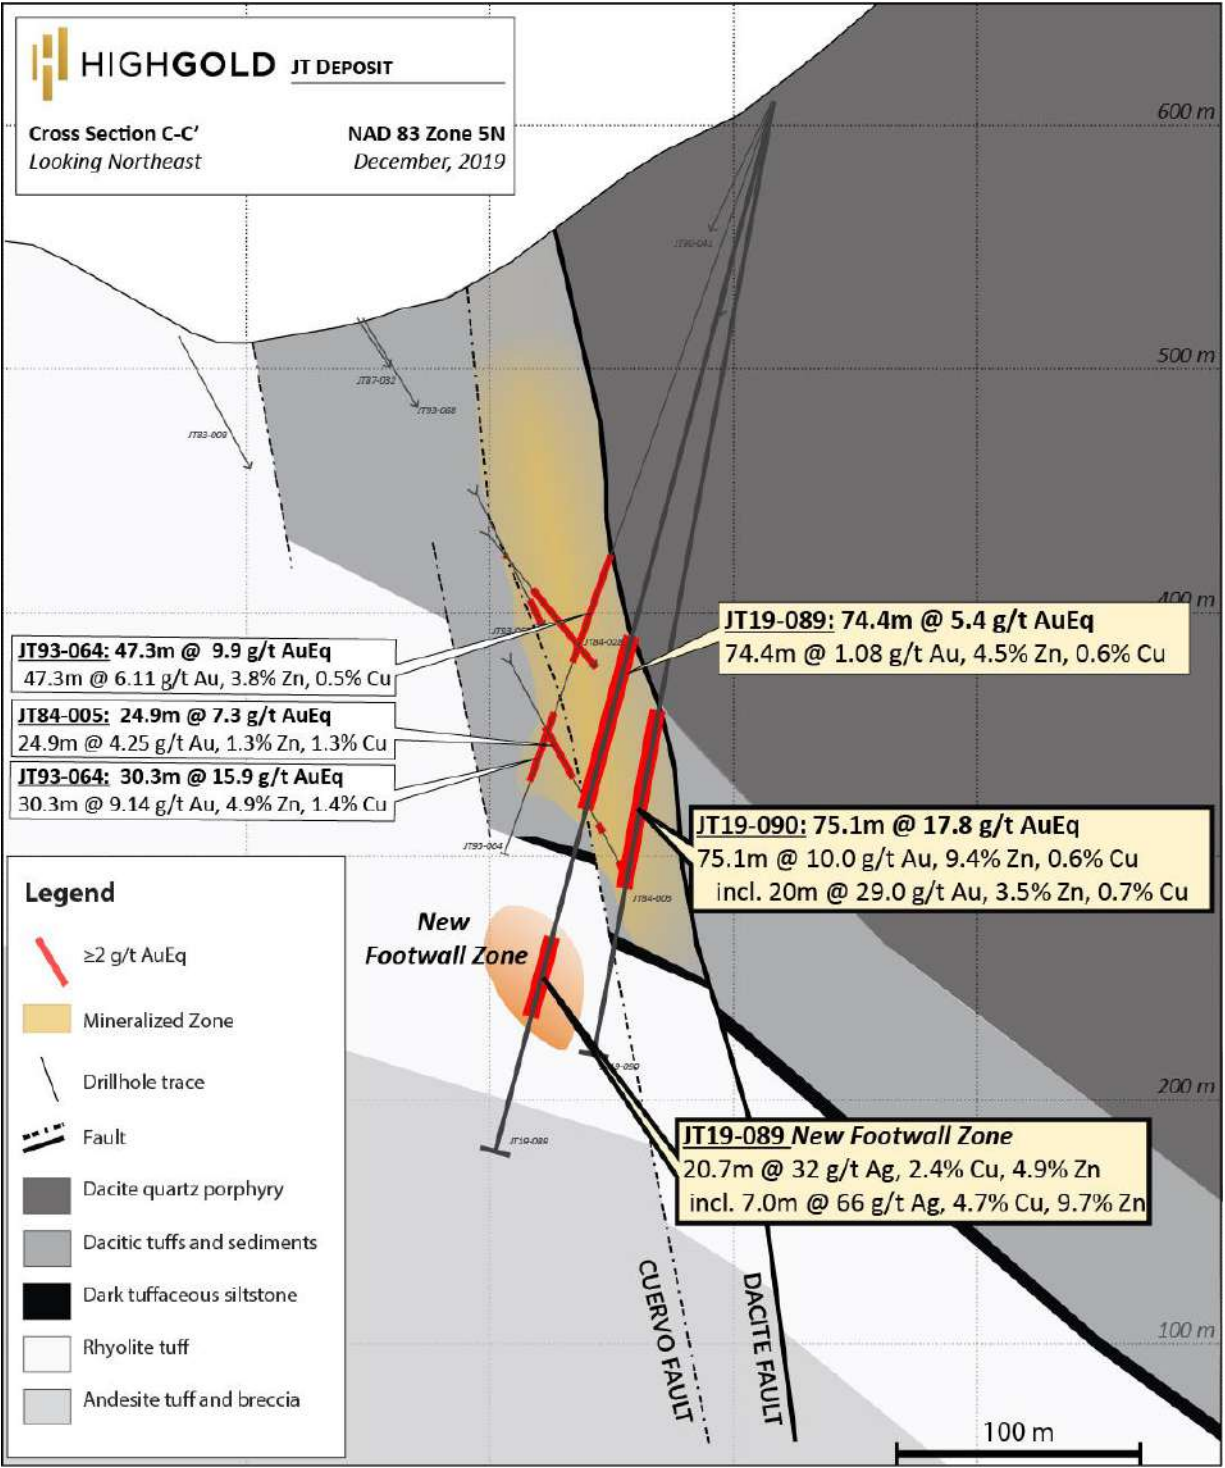 HIGHGOLD JT DEPOSIT
Cross Section C-C’ NAD 83 Zone 5N
Looking Northeast December, 2019
600 m
500 m
JT87-032
400 m
JT19-089: 74.4m @ 5.4 g/t AuEq
74.4m @ 1.08 g/t Au, 4.5% Zn, 0.6% Cu
JT93-064: 47.3m @ 9.9 g/t AuEq
47.3m @ 6.11 g/t Au, 3.8% Zn, 0.5% Cu
JT84-005: 24.9m @ 7.3 g/t AuEq
24.9m @ 4.25 g/t Au, 1.3% Zn, 1.3% Cu
JT93-064: 30.3m @ 15.9 g/t AuEq
30.3m @ 9.14 g/t Au, 4.9% Zn, 1.4% Cu
JT19-090: 75.1m @ 17.8 g/t AuEq
75.1m @ 10.0 g/t Au, 9.4% Zn, 0.6% Cu
incl. 20m @ 29.0 g/t Au, 3.5% Zn, 0.7% Cu
JT93-064
JT84-005
New
Footwall Zone
200 m
JT19-089
JT19-089 New Footwall Zone
20.7m @ 32 g/t Ag, 2.4% Cu, 4.9% Zn
incl. 7.0m @ 66 g/t Ag, 4.7% Cu, 9.7% Zn
CUERVO FAULT
DACITE FAULT
100 m
100 m
Legend
≥2 g/t AuEq
Mineralized Zone
Drillhole trace
Fault
Dacite quartz porphyry
Dacitic tuffs and sediments
Dark tuffaceous siltstone
Rhyolite tuff
Andesite tuff and breccia